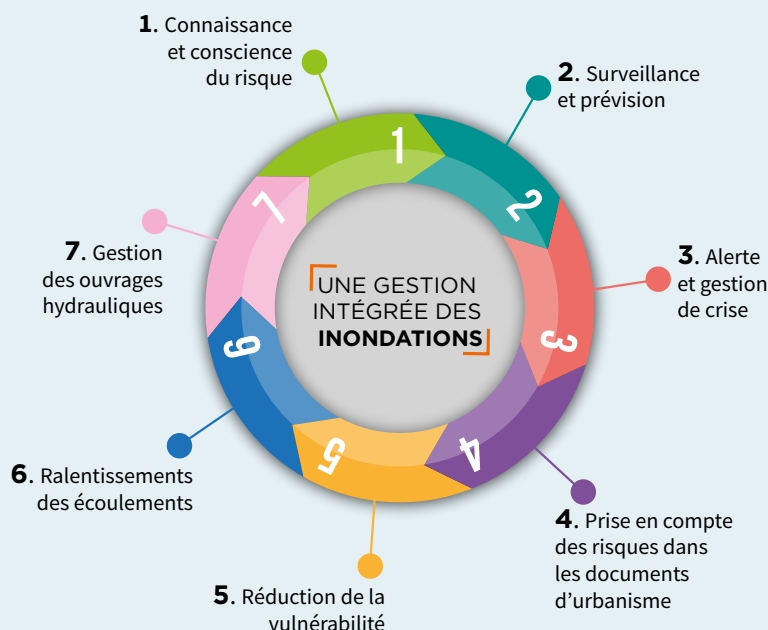 1. Connaissance
et conscience
du risque
2. Surveillance
et prévision
3. Alerte
et gestion
de crise
4. Prise en compte
des risques dans
les documents
d’urbanisme
5. Réduction de la
vulnérabilité
6. Ralentissements
des écoulements
7. Gestion
des ouvrages
hydrauliques
UNE GESTION
INTÉGRÉE DES
INONDATIONS
1
2
3
4
5
6
7